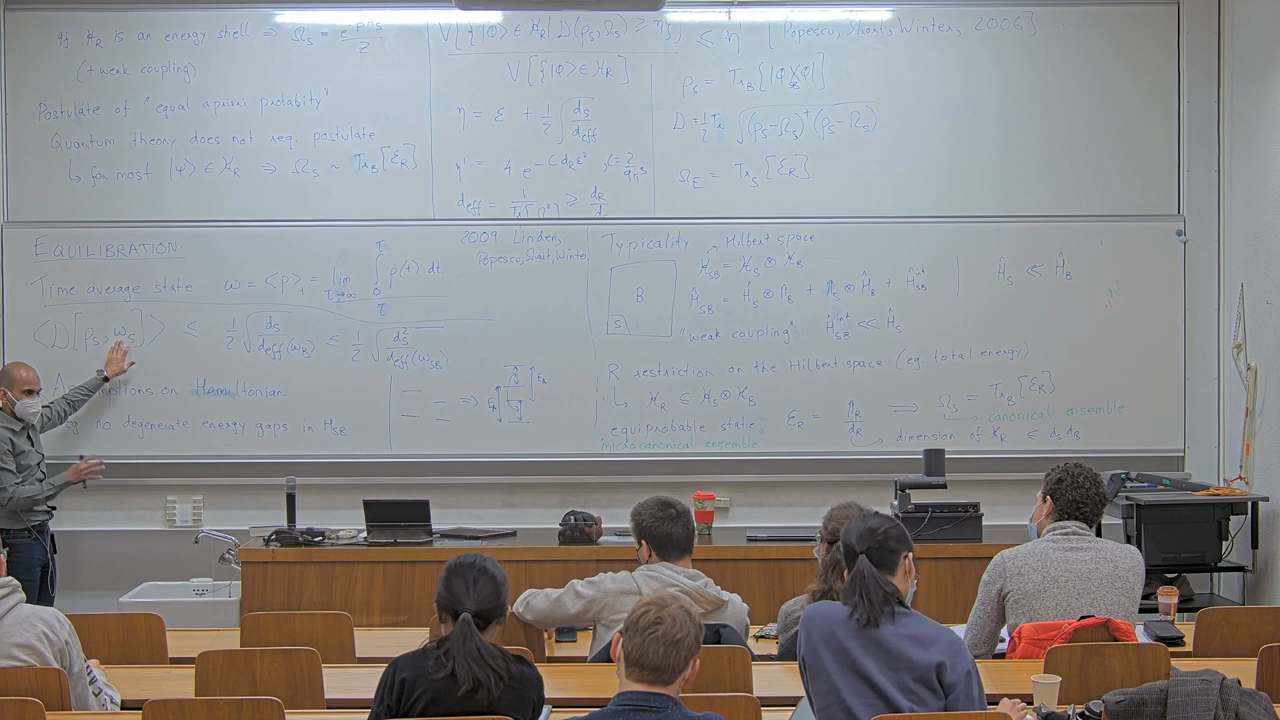 If ℋ_R is an energy shell ⇒ Ω_S = e^{-βH_S}/Z
(+ weak coupling)
Postulate of "equal apriori probability"
Quantum theory does not req. postulate
↳ for most |ψ> ∈ ℋ_R ⇒ Ω_S ~ Tr_B[ℰ_R]
V[{|Φ> ∈ ℋ_R | D(ρ_S, Ω_S) ≥ η}] ≤ η' [Popescu, Short, Winter, 2006]
V[{|Φ> ∈ ℋ_R}]
η = ε + 1/2 √(d_S/d_eff)
η' = 4 e^{-C d_R ε²}, C = 2/9π³
d_eff = 1/Tr[Ω²] ≥ d_R/d_S
ρ_S = Tr_B[|Φ><Φ|]
D = 1/2 Tr √((ρ_S-Ω_S)†(ρ_S-Ω_S))
Ω_E = Tr_S[ℰ_R]
EQUILIBRATION:
2009: Linden,
Popescu, Short, Winter
Time average state ω = <ρ>_t = lim_{τ→∞} ∫_0^τ ρ(t) dt. / τ
<D[ρ_S, ω_S]> ≤ 1/2 √(d_S/d_eff(ω_B)) ≤ 1/2 √(d_S²/d_eff(ω_SB))
on Hamiltonian.
no degenerate energy gaps in H_SB
⇒ E_R E_R
Typicality
Hilbert space
ℋ_SB = ℋ_S ⊗ ℋ_B
B
S
Ĥ_SB = Ĥ_S ⊗ 𝟙_B + 𝟙_S ⊗ Ĥ_B + Ĥ_SB^int
Ĥ_S ≪ Ĥ_B
"weak coupling" Ĥ_SB^int ≪ Ĥ_S
R restriction on the Hilbert space (eg. total energy)
↳ ℋ_R ⊆ ℋ_S ⊗ ℋ_B
equiprobable state, ℰ_R = 𝟙_R/d_R ⇒ Ω_S = Tr_B[ℰ_R]
canonical ensemble
microcanonical ensemble
dimension of ℋ_R ≤ d_S d_B